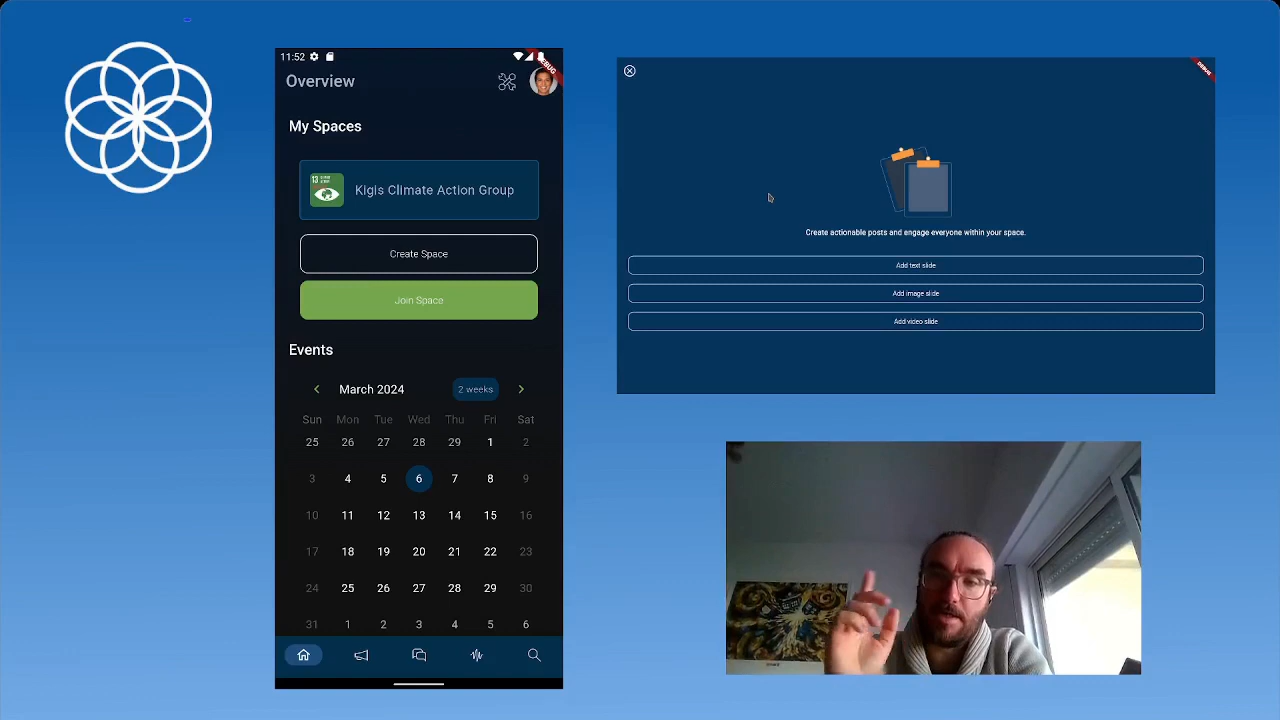 11:52
DEBUG
Overview
My Spaces
13
Klgis Climate Action Group
Create Space
Join Space
Events
March 2024
2 weeks
Sun Mon Tue Wed Thu Fri Sat
25 26 27 28 29 1 2
3 4 5 6 7 8 9
10 11 12 13 14 15 16
17 18 19 20 21 22 23
24 25 26 27 28 29 30
31 1 2 3 4 5 6
DEBUG
Create actionable posts and engage everyone within your space.
Add text slide
Add image slide
Add video slide